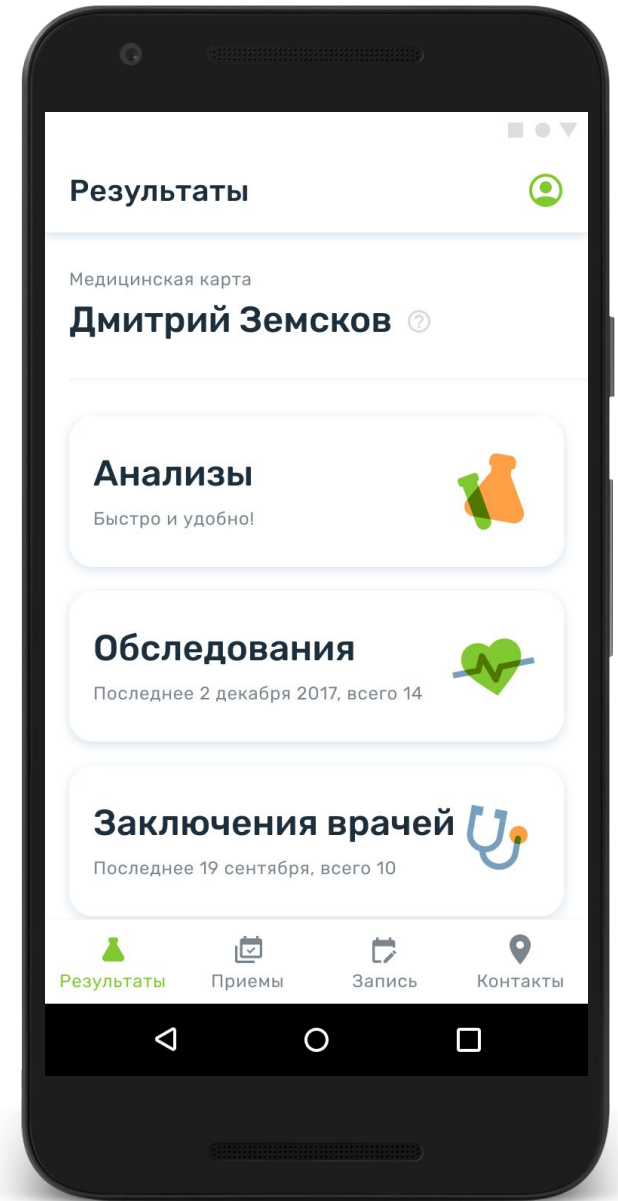 Результаты
Медицинская карта
Дмитрий Земсков
Анализы
Быстро и удобно!
Обследования
Последнее 2 декабря 2017, всего 14
Заключения врачей
Последнее 19 сентября, всего 10
Результаты Приемы Запись Контакты